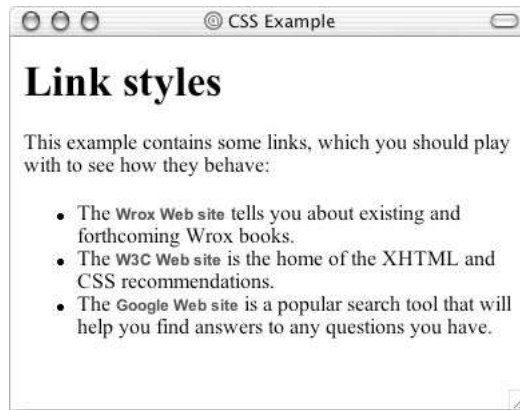 CSS Example
Link styles
This example contains some links, which you should play
with to see how they behave:
The Wrox Web site tells you about existing and
forthcoming Wrox books.
The W3C Web site is the home of the XHTML and
CSS recommendations.
The Google Web site is a popular search tool that will
help you find answers to any questions you have.